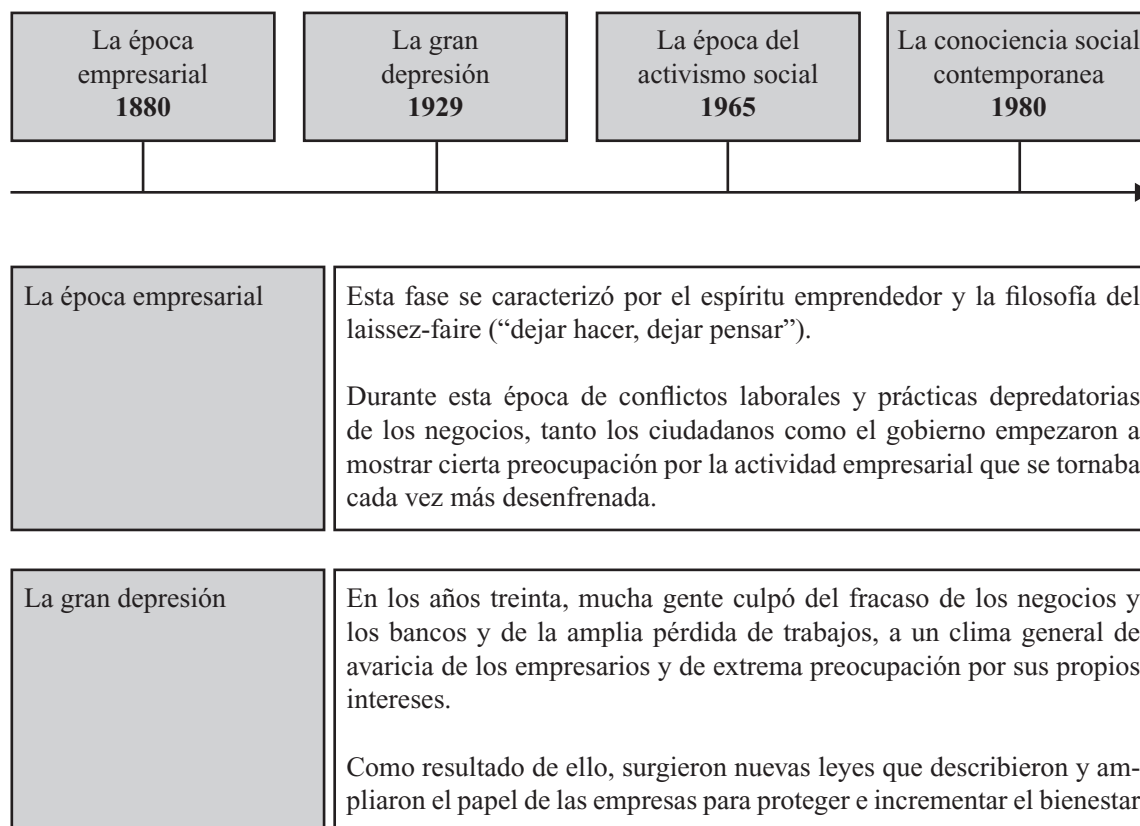 La época
empresarial
1880
La gran
depresión
1929
La época del
activismo social
1965
La conociencia social
contemporanea
1980
La época empresarial
Esta fase se caracterizó por el espíritu emprendedor y la filosofía del
laissez-faire (“dejar hacer, dejar pensar”).
Durante esta época de conflictos laborales y prácticas depredatorias
de los negocios, tanto los ciudadanos como el gobierno empezaron a
mostrar cierta preocupación por la actividad empresarial que se tornaba
cada vez más desenfrenada.
La gran depresión
En los años treinta, mucha gente culpó del fracaso de los negocios y
los bancos y de la amplia pérdida de trabajos, a un clima general de
avaricia de los empresarios y de extrema preocupación por sus propios
intereses.
Como resultado de ello, surgieron nuevas leyes que describieron y am-
pliaron el papel de las empresas para proteger e incrementar el bienestar